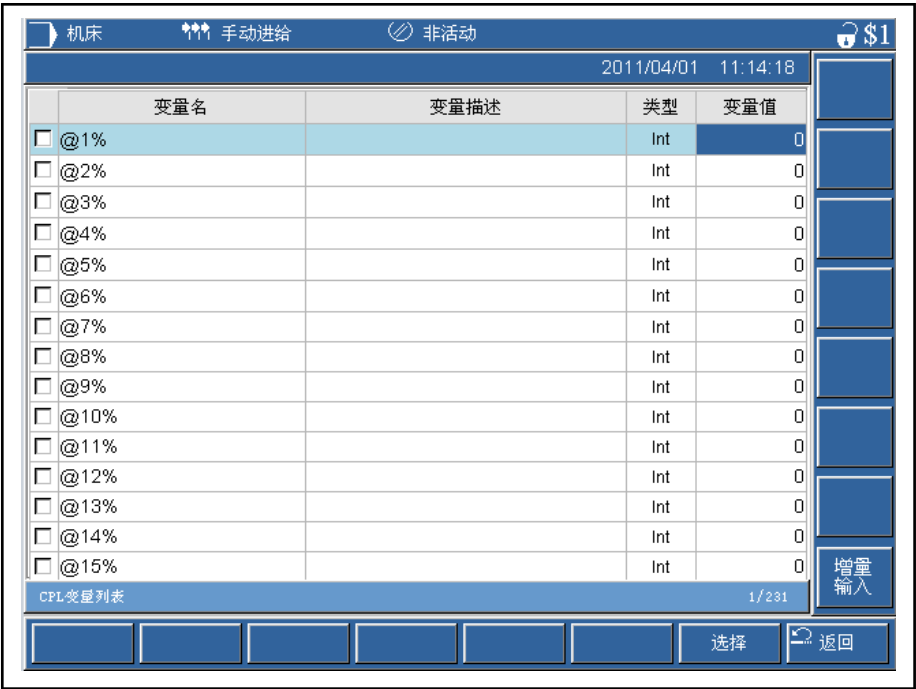 机床 手动进给 非活动 $1
2011/04/01 11:14:18
变量名 变量描述 类型 变量值
@1% Int 0
@2% Int 0
@3% Int 0
@4% Int 0
@5% Int 0
@6% Int 0
@7% Int 0
@8% Int 0
@9% Int 0
@10% Int 0
@11% Int 0
@12% Int 0
@13% Int 0
@14% Int 0
@15% Int 0
增量
输入
CPL变量列表 1/231
选择 返回